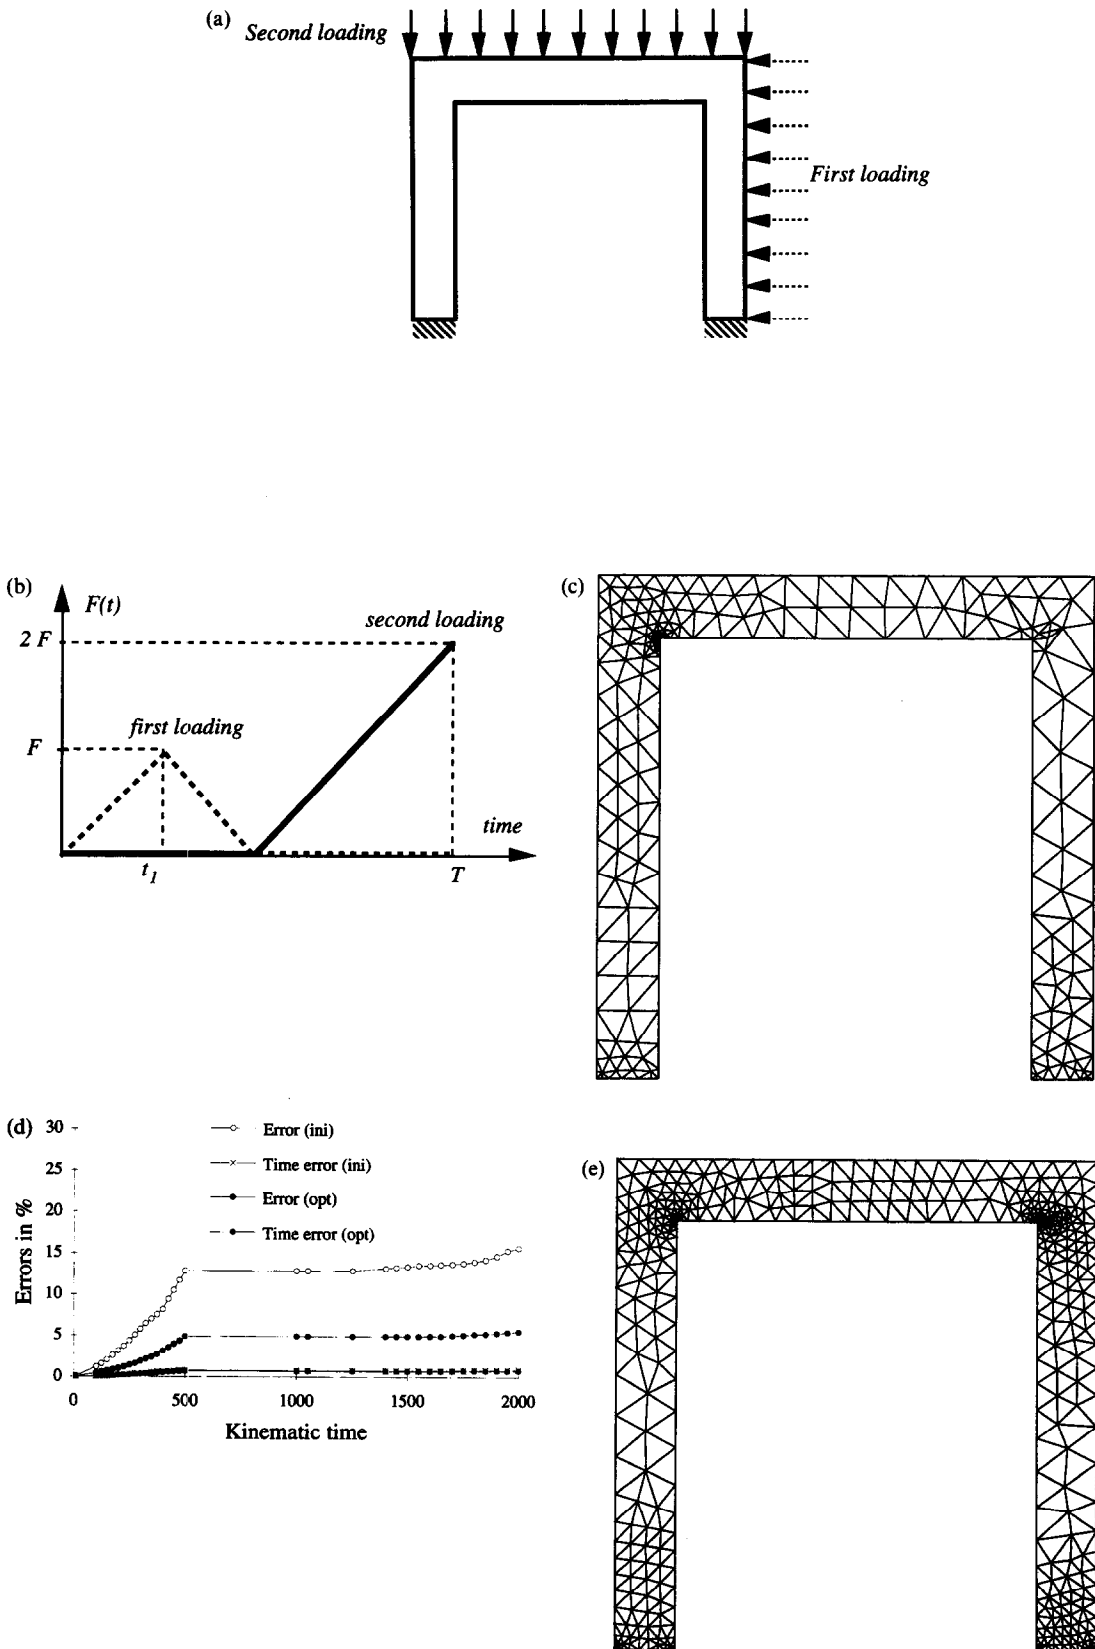 (a)
Second loading
First loading
(b)
F(t)
2 F
second loading
F
first loading
time
t1
T
(c)
(d)
30
25
20
15
10
5
0
Errors in %
Error (ini)
Time error (ini)
Error (opt)
Time error (opt)
0 500 1000 1500 2000
Kinematic time
(e)